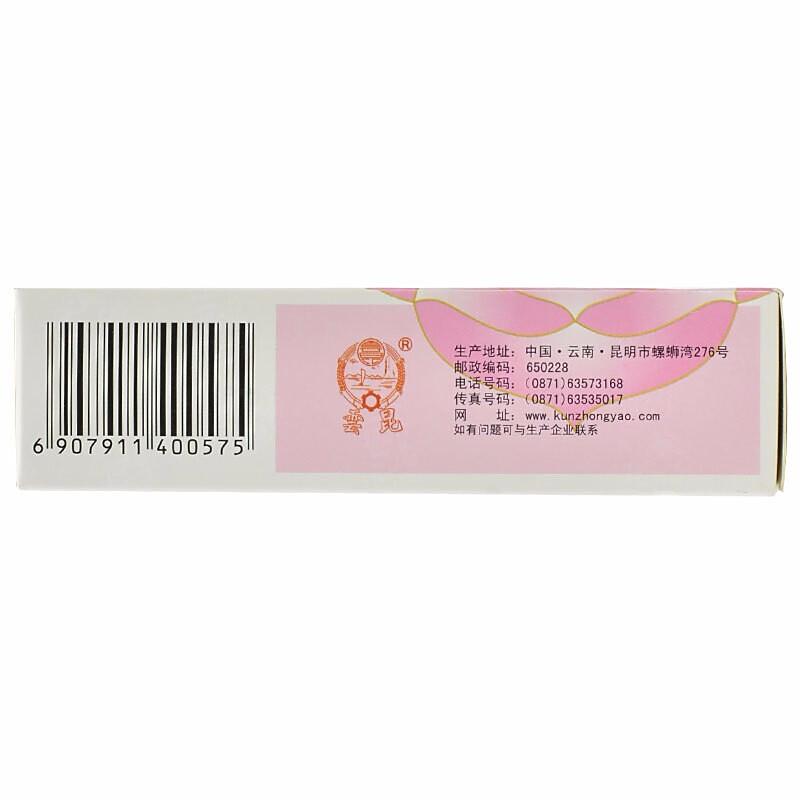 6 907911 400575
®
雲昆
生产地址：中国·云南·昆明市螺蛳湾276号
邮政编码：650228
电话号码：(0871)63573168
传真号码：(0871)63535017
网　　址：www.kunzhongyao.com
如有问题可与生产企业联系